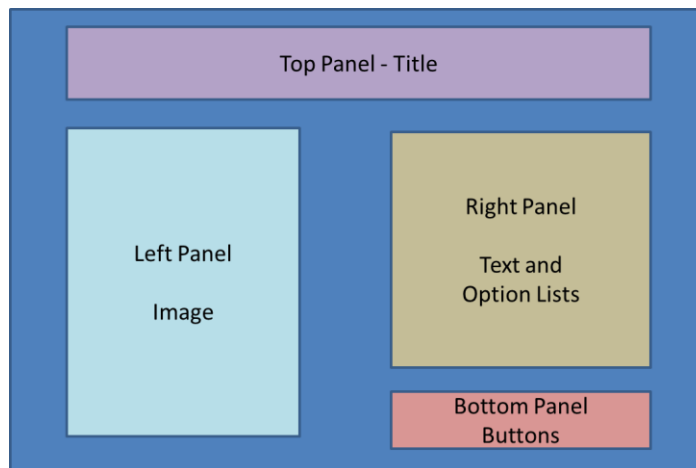 Top Panel - Title
Left Panel
Image
Right Panel
Text and
Option Lists
Bottom Panel
Buttons